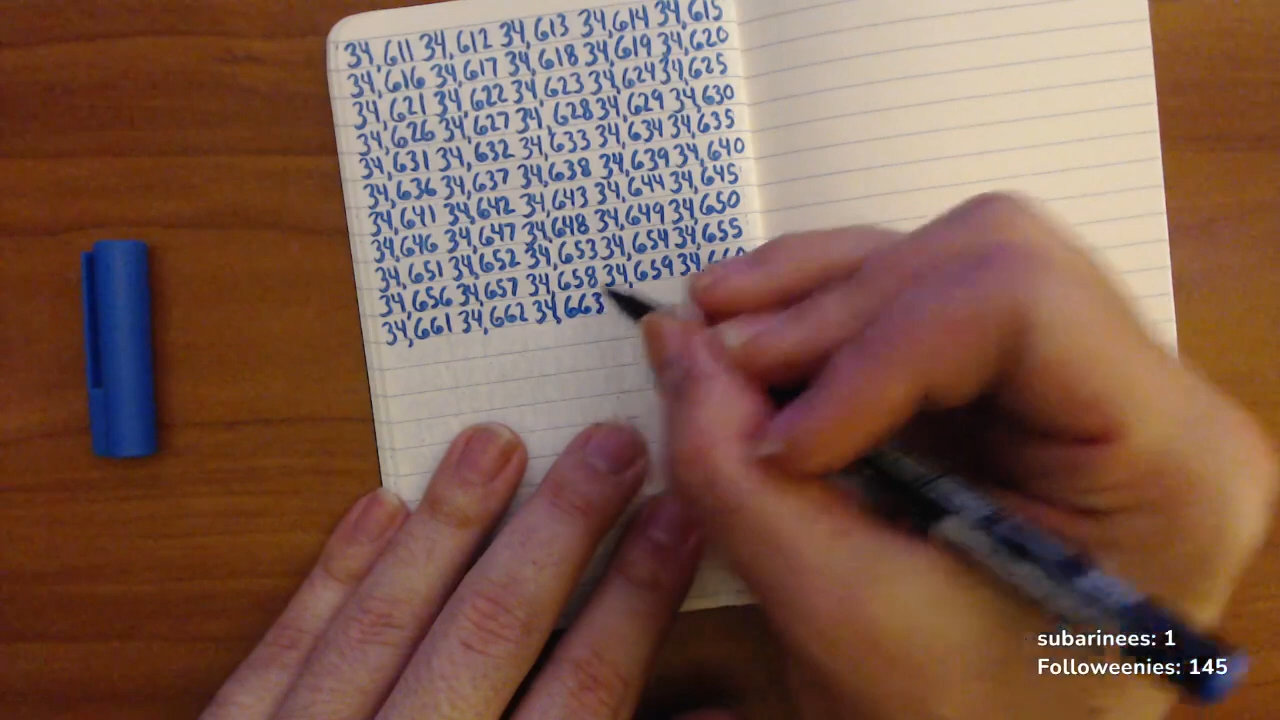 34,611 34,612 34,613 34,614 34,615
34,616 34,617 34,618 34,619 34,620
34,621 34,622 34,623 34,624 34,625
34,626 34,627 34,628 34,629 34,630
34,631 34,632 34,633 34,634 34,635
34,636 34,637 34,638 34,639 34,640
34,641 34,642 34,643 34,644 34,645
34,646 34,647 34,648 34,649 34,650
34,651 34,652 34,653 34,654 34,655
34,656 34,657 34,658 34,659 34,660
34,661 34,662 34,663
subarinees: 1
Followeenies: 145